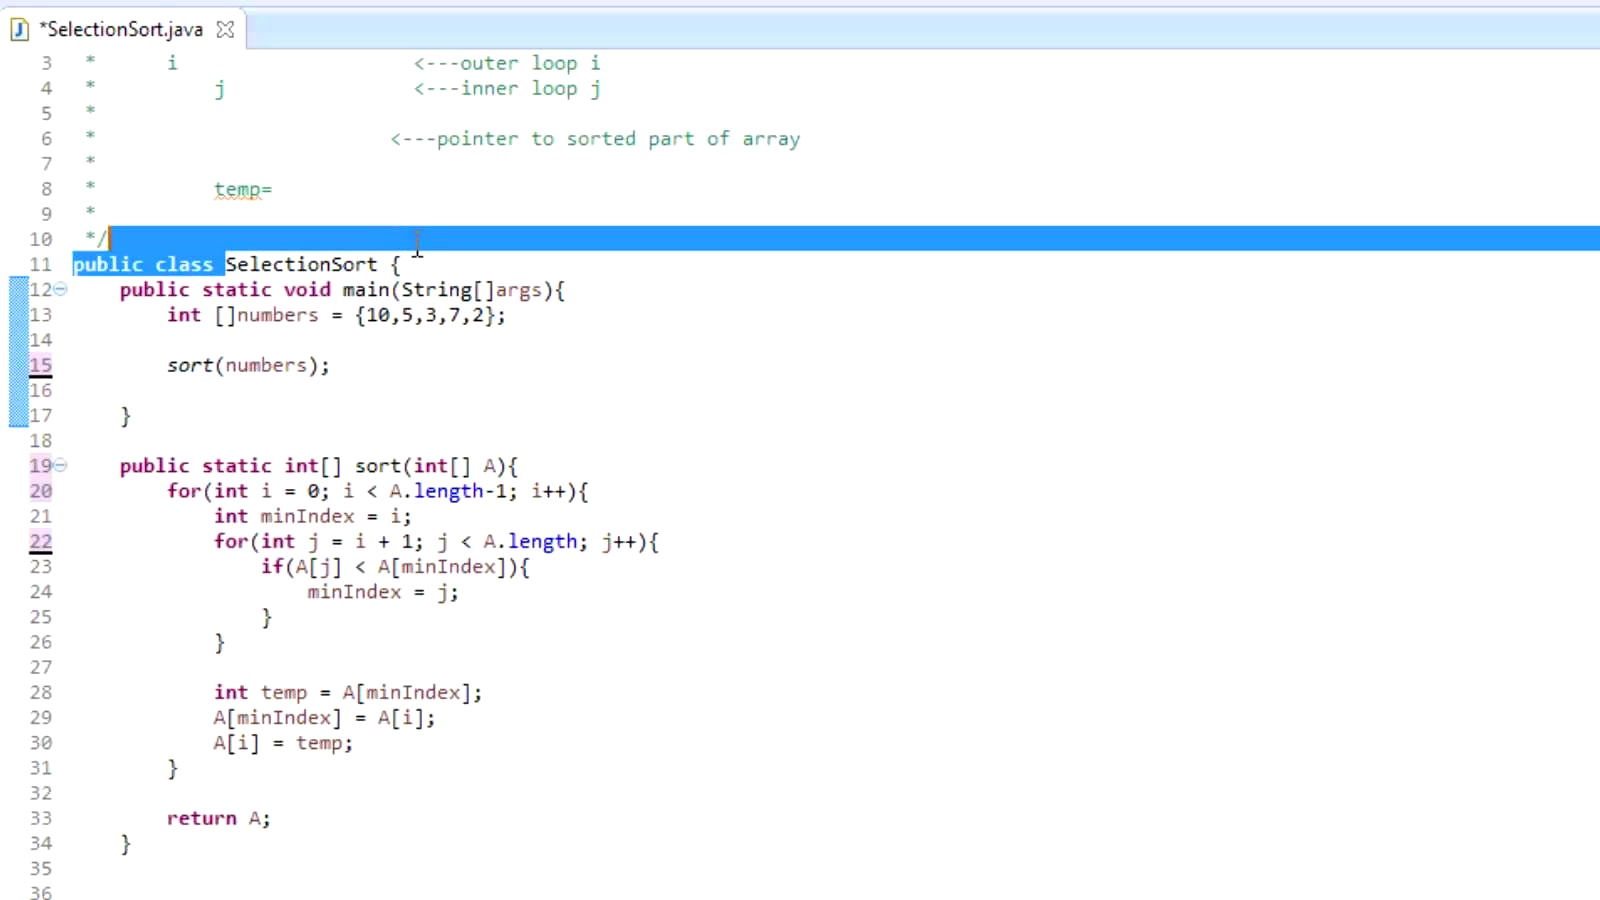 *SelectionSort.java
3 * i <---outer loop i
4 * j <---inner loop j
5 *
6 * <---pointer to sorted part of array
7 *
8 * temp=
9 *
10 */
11 public class SelectionSort {
12 public static void main(String[]args){
13 int []numbers = {10,5,3,7,2};
14
15 sort(numbers);
16
17 }
18
19 public static int[] sort(int[] A){
20 for(int i = 0; i < A.length-1; i++){
21 int minIndex = i;
22 for(int j = i + 1; j < A.length; j++){
23 if(A[j] < A[minIndex]){
24 minIndex = j;
25 }
26 }
27
28 int temp = A[minIndex];
29 A[minIndex] = A[i];
30 A[i] = temp;
31 }
32
33 return A;
34 }
35
36